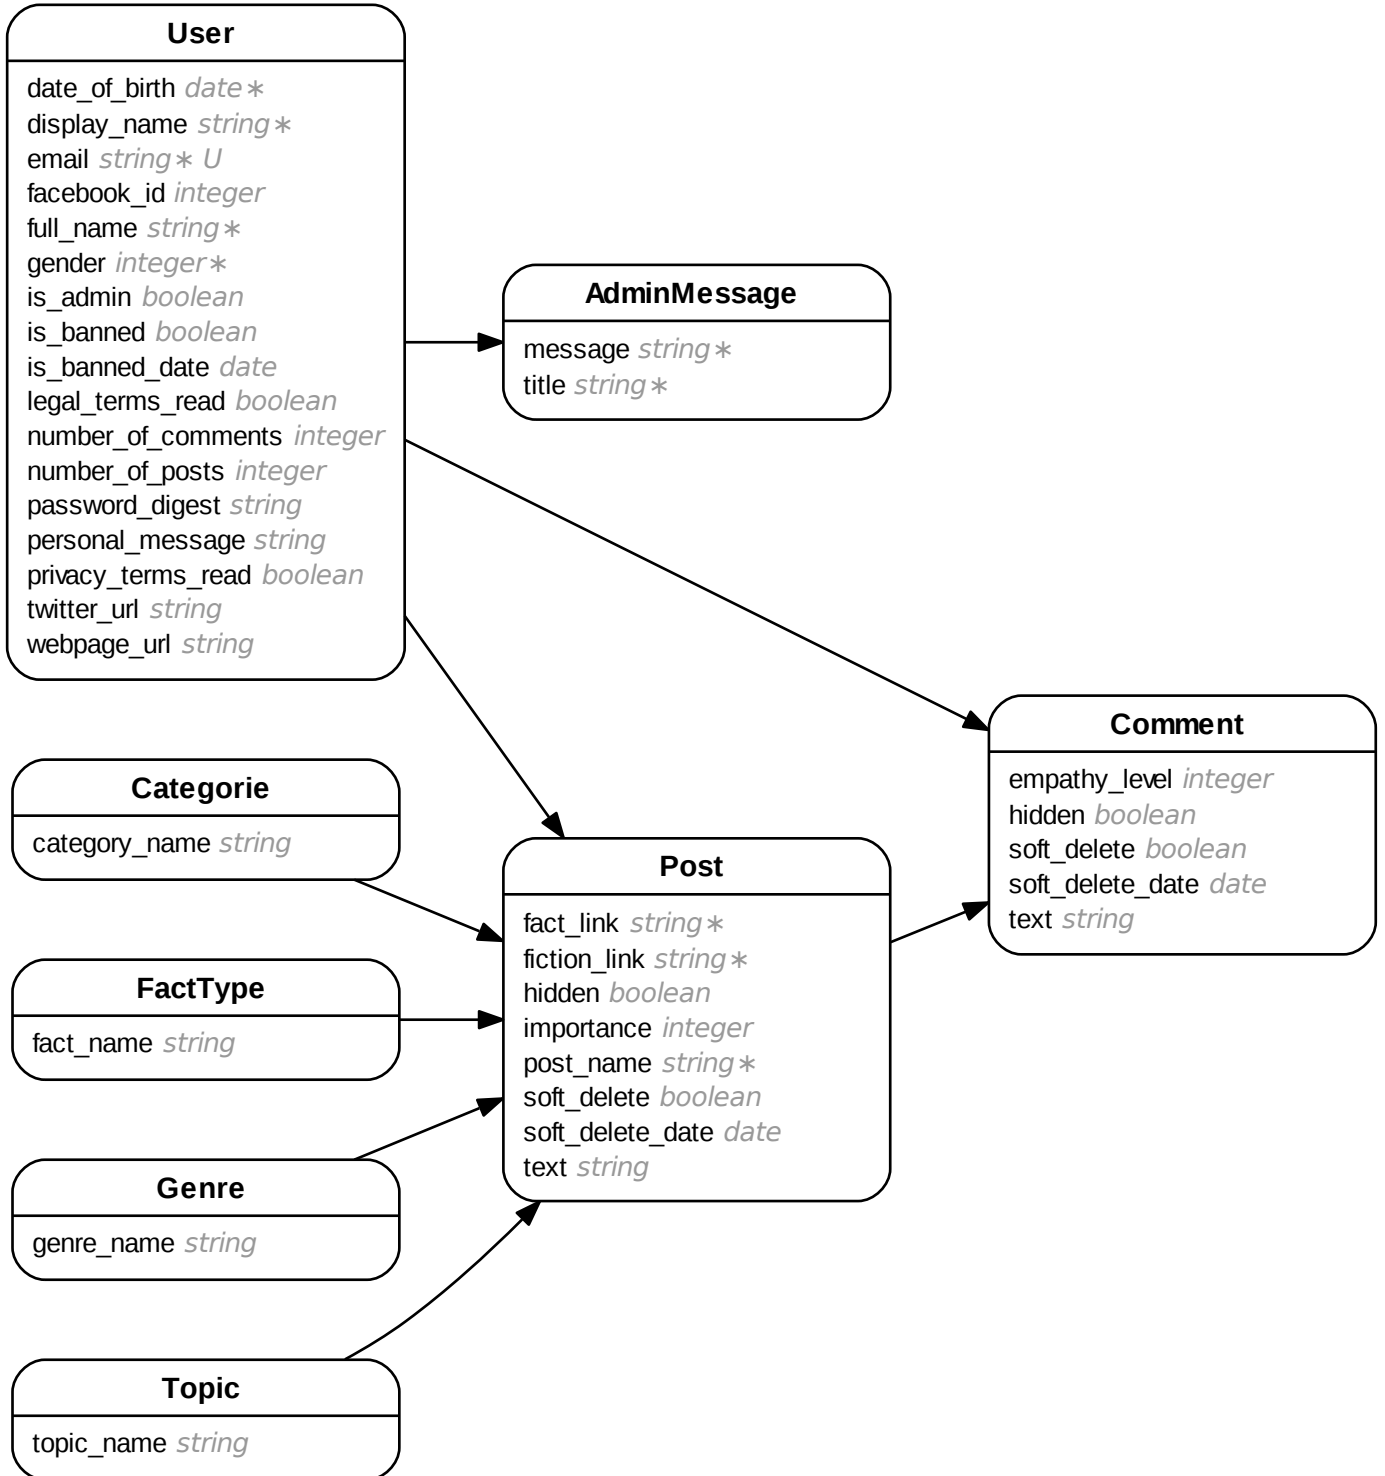 User
date_of_birth date∗
display_name string∗
email string∗ U
facebook_id integer
full_name string∗
gender integer∗
is_admin boolean
is_banned boolean
is_banned_date date
legal_terms_read boolean
number_of_comments integer
number_of_posts integer
password_digest string
personal_message string
privacy_terms_read boolean
twitter_url string
webpage_url string
AdminMessage
message string∗
title string∗
Comment
empathy_level integer
hidden boolean
soft_delete boolean
soft_delete_date date
text string
Categorie
category_name string
Post
fact_link string∗
fiction_link string∗
hidden boolean
importance integer
post_name string∗
soft_delete boolean
soft_delete_date date
text string
FactType
fact_name string
Genre
genre_name string
Topic
topic_name string